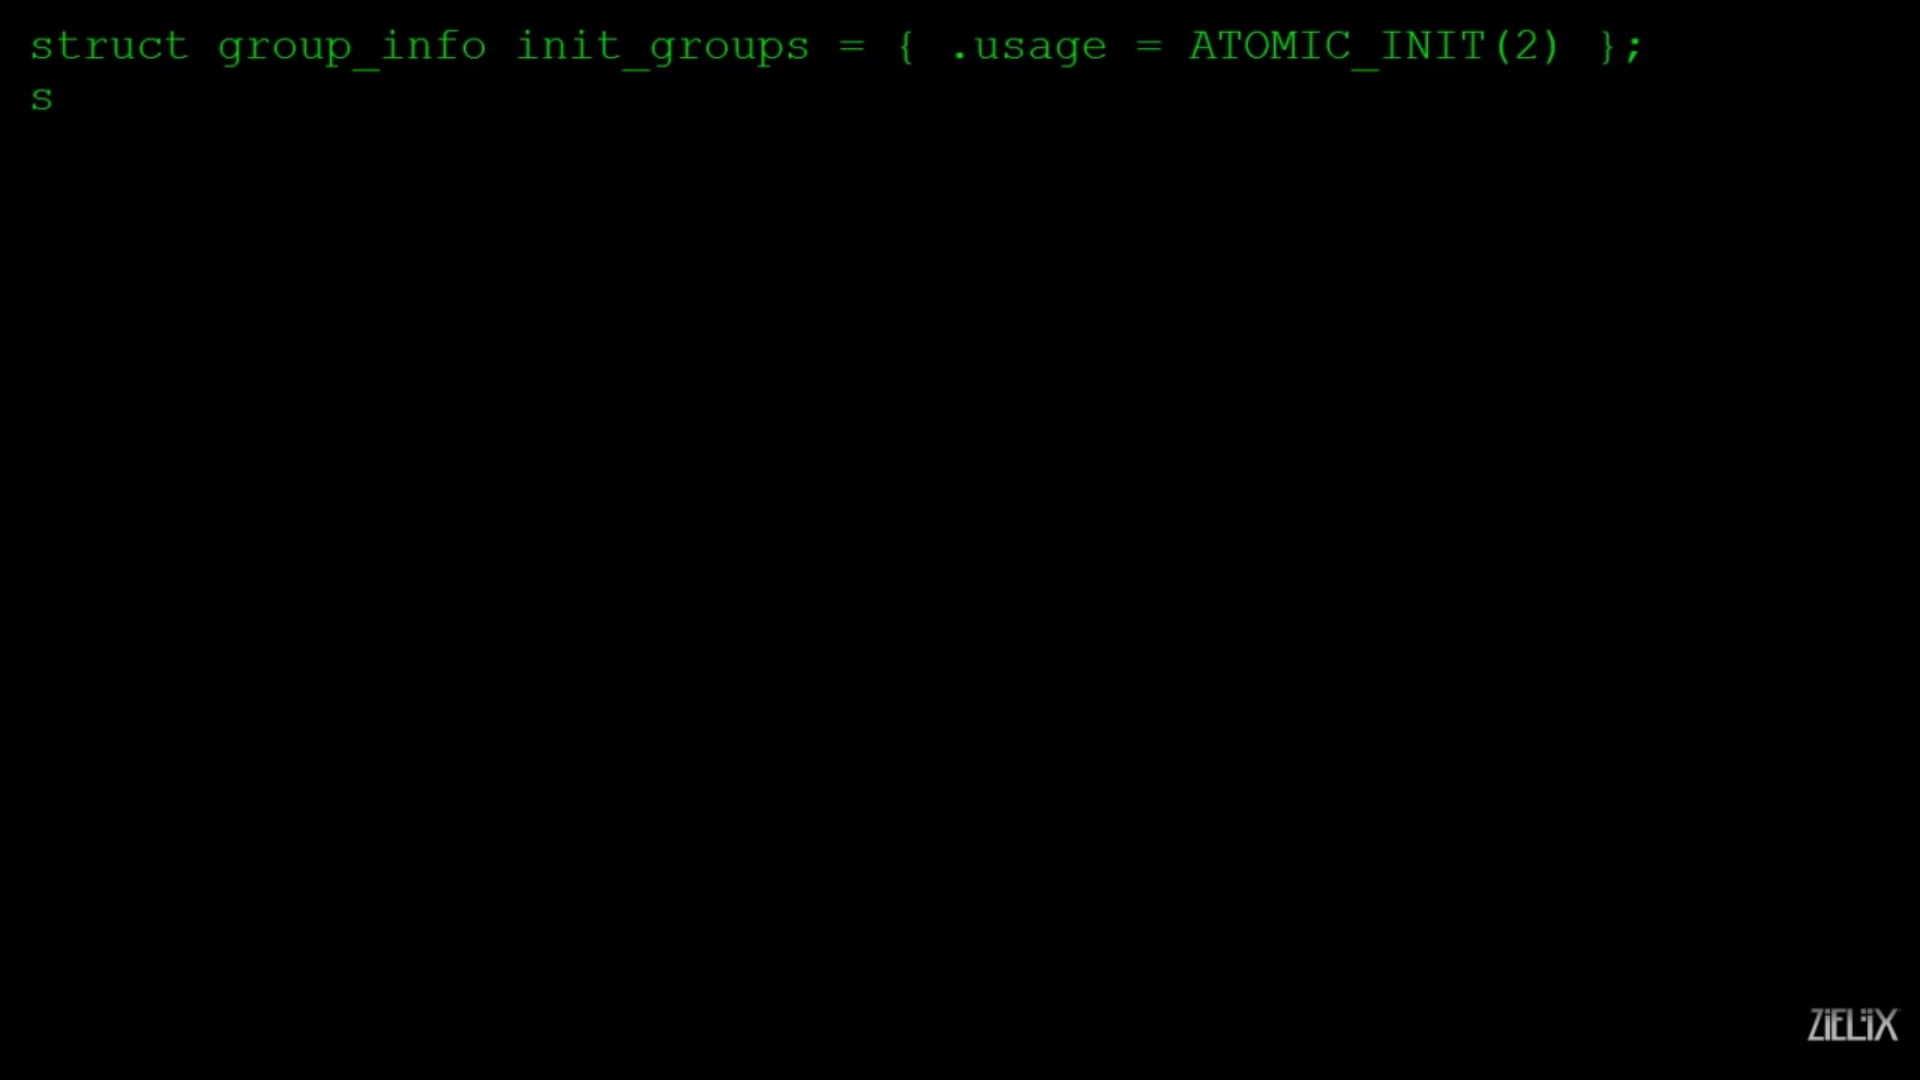 struct group_info init_groups = { .usage = ATOMIC_INIT(2) };
s
ZIELIX